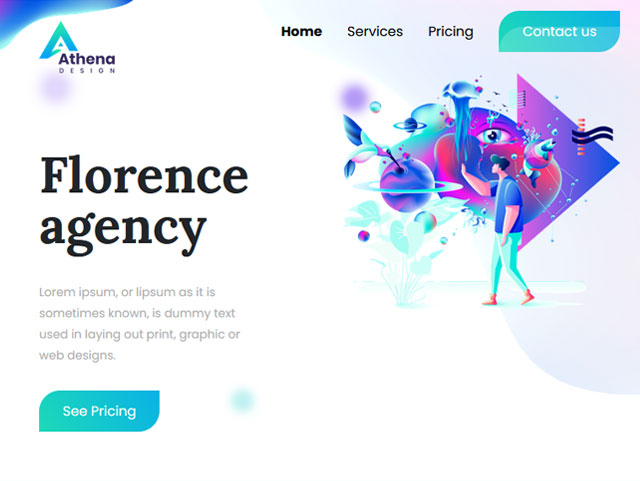 Athena
DESIGN
Home Services Pricing Contact us
Florence
agency
Lorem ipsum, or lipsum as it is
sometimes known, is dummy text
used in laying out print, graphic or
web designs.
See Pricing